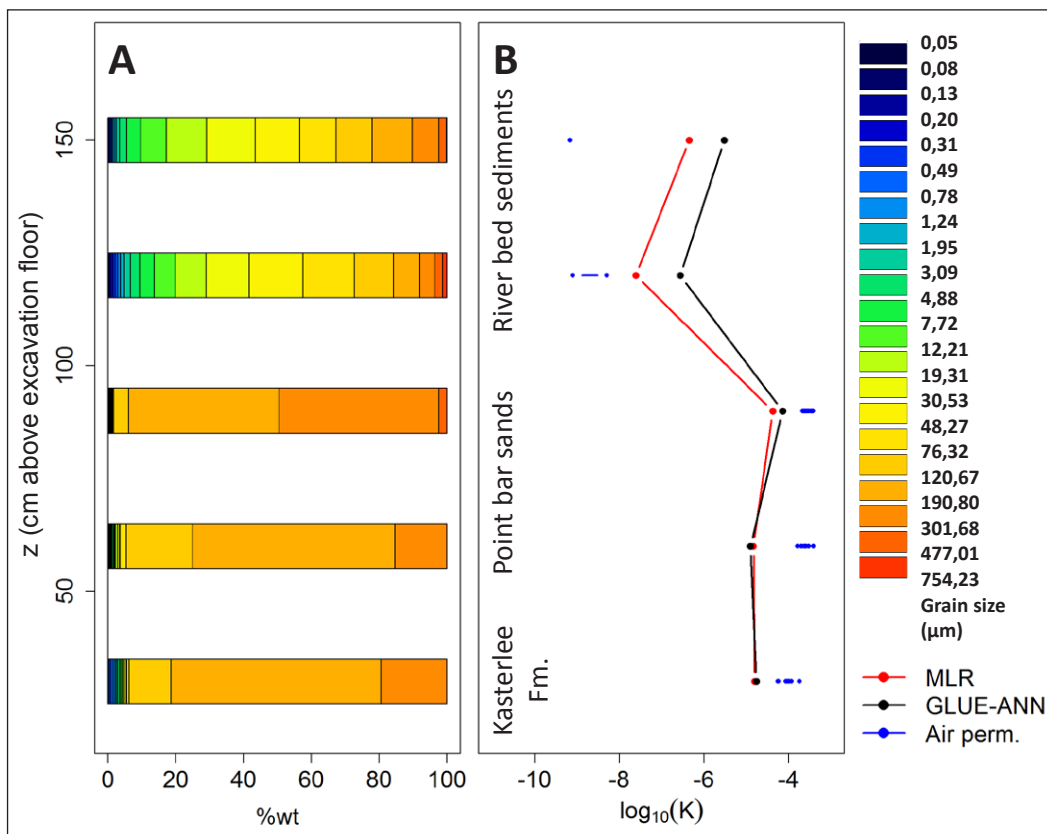 A
z (cm above excavation floor)
150
100
50
0
20
40
60
80
100
%wt
B
River bed sediments
Point bar sands
Kasterlee
Fm.
-10
-8
-6
-4
log10(K)
0,05
0,08
0,13
0,20
0,31
0,49
0,78
1,24
1,95
3,09
4,88
7,72
12,21
19,31
30,53
48,27
76,32
120,67
190,80
301,68
477,01
754,23
Grain size
(µm)
MLR
GLUE-ANN
Air perm.